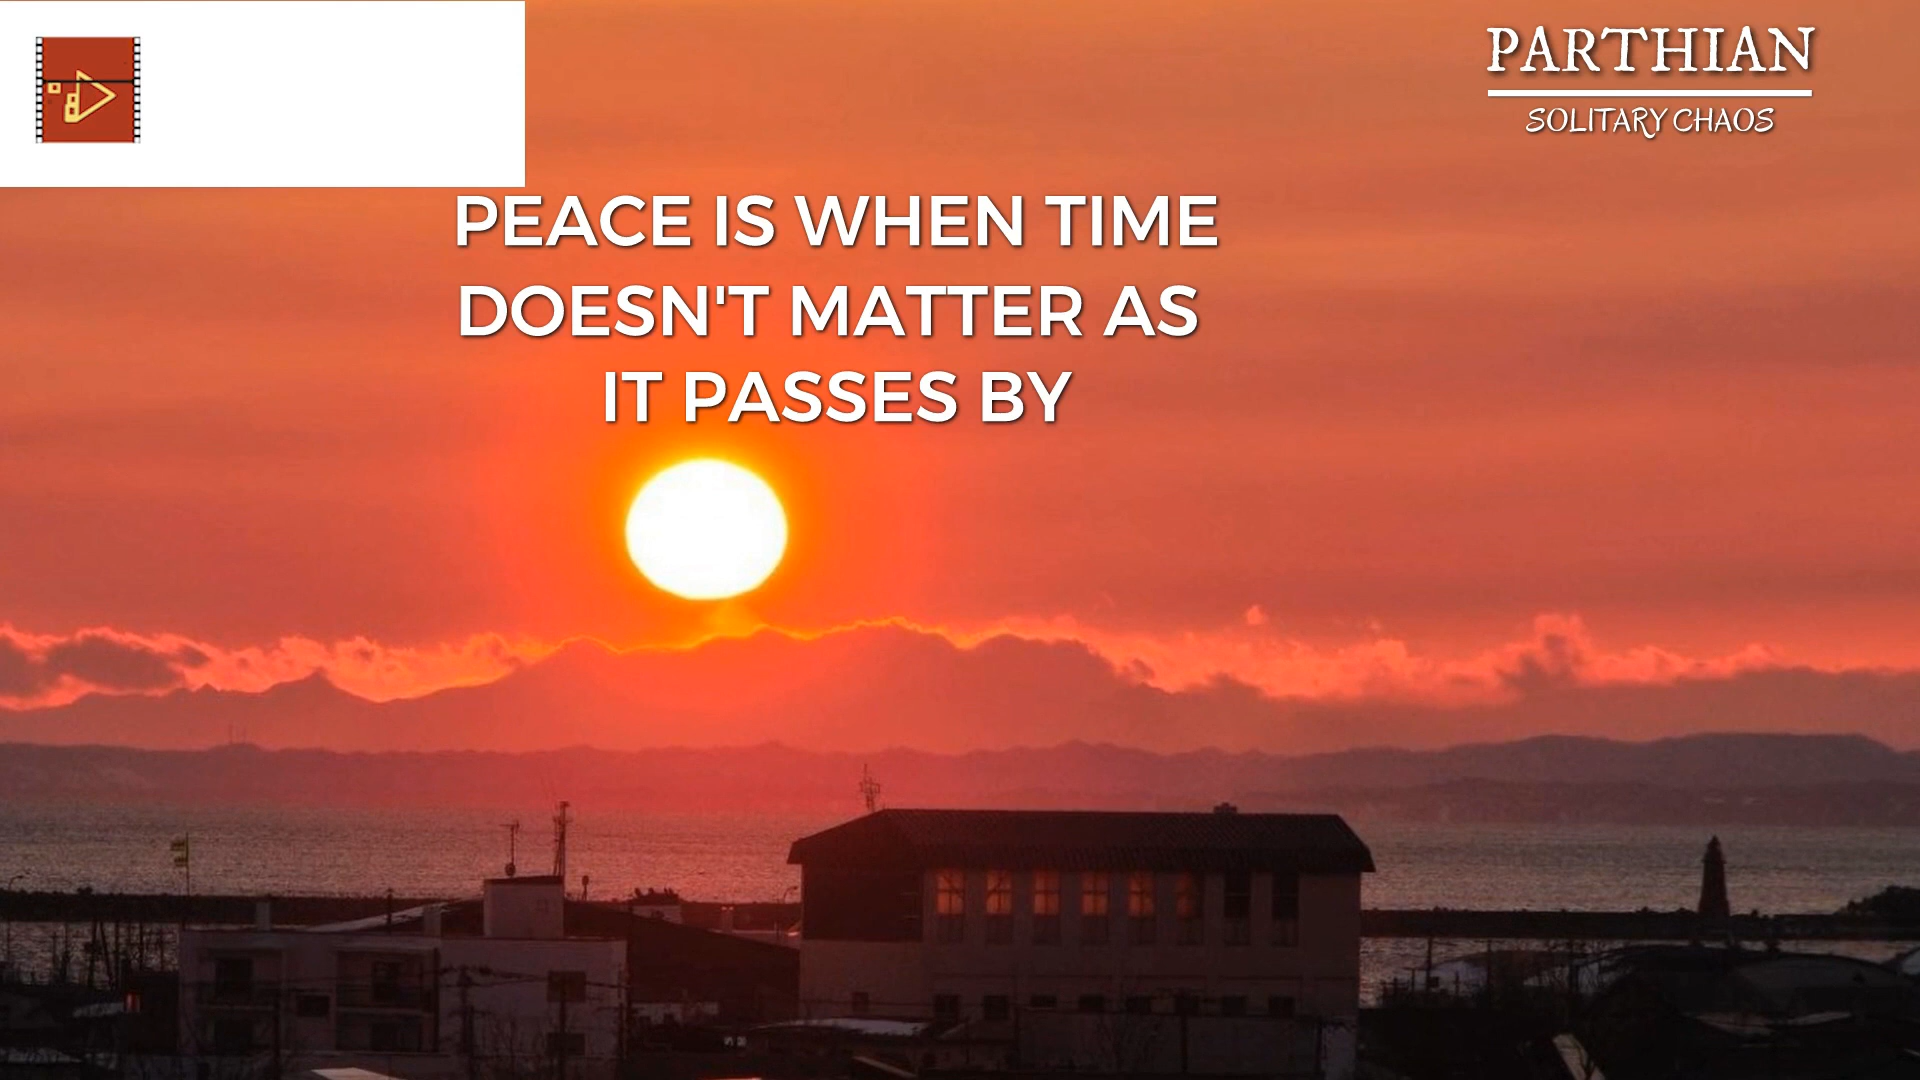 PARTHIAN
SOLITARY CHAOS
PEACE IS WHEN TIME
DOESN'T MATTER AS
IT PASSES BY